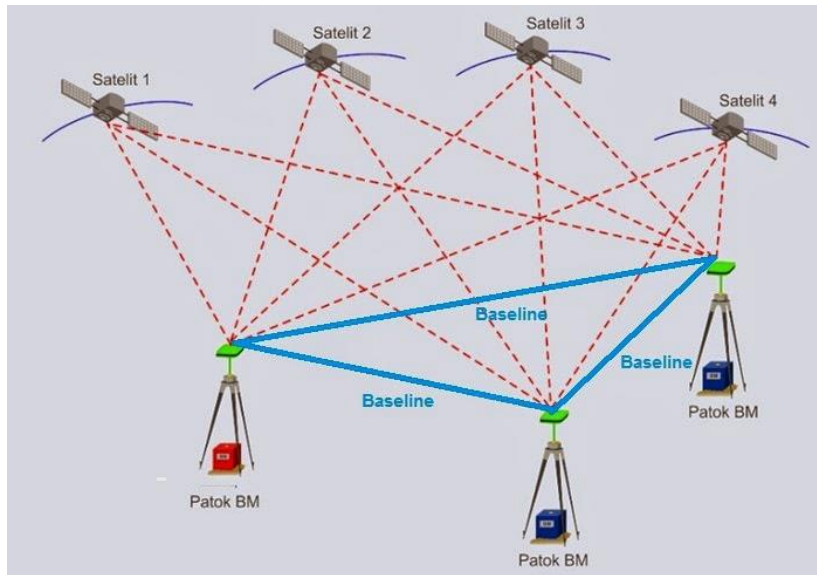 Satelit 1
Satelit 2
Satelit 3
Satelit 4
Baseline
Baseline
Baseline
Patok BM
Patok BM
Patok BM